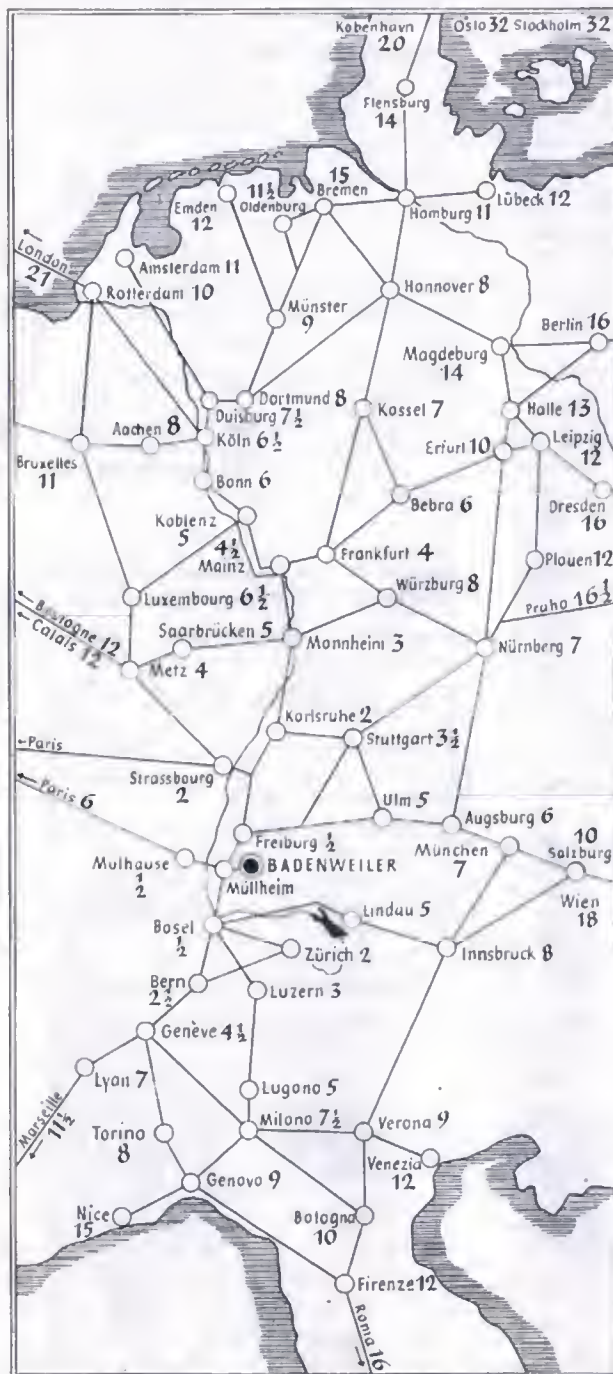 København 20
Oslo 32 Stockholm 32
Flensburg 14
Emden 12
11½ Oldenburg
15 Bremen
Hamburg 11
Lübeck 12
London 21
Amsterdam 11
Rotterdam 10
Münster 9
Hannover 8
Berlin 16
Magdeburg 14
Dortmund 8
Duisburg 7½
Kassel 7
Halle 13
Aachen 8
Köln 6½
Erfurt 10
Leipzig 12
Bruxelles 11
Bonn 6
Bebra 6
Dresden 16
Koblenz 5
4½ Mainz
Frankfurt 4
Plauen 12
Luxembourg 6½
Würzburg 8
Praha 16½
Bastogne 12
Calais 12
Saarbrücken 5
Mannheim 3
Nürnberg 7
Metz 4
Karlsruhe 2
Stuttgart 3½
Paris
Strassbourg 2
Paris 6
Ulm 5
Augsburg 6
Freiburg ½
München 7
10 Salzburg
Mulhouse ½
BADENWEILER
Müllheim
Wien 18
Basel ½
Lindau 5
Zürich 2
Innsbruck 8
Bern 2½
Luzern 3
Genève 4½
Lyon 7
Lugano 5
Marseille 11½
Torino 8
Milano 7½
Verona 9
Venezia 12
Genova 9
Nice 15
Bologna 10
Firenze 12
Roma 16